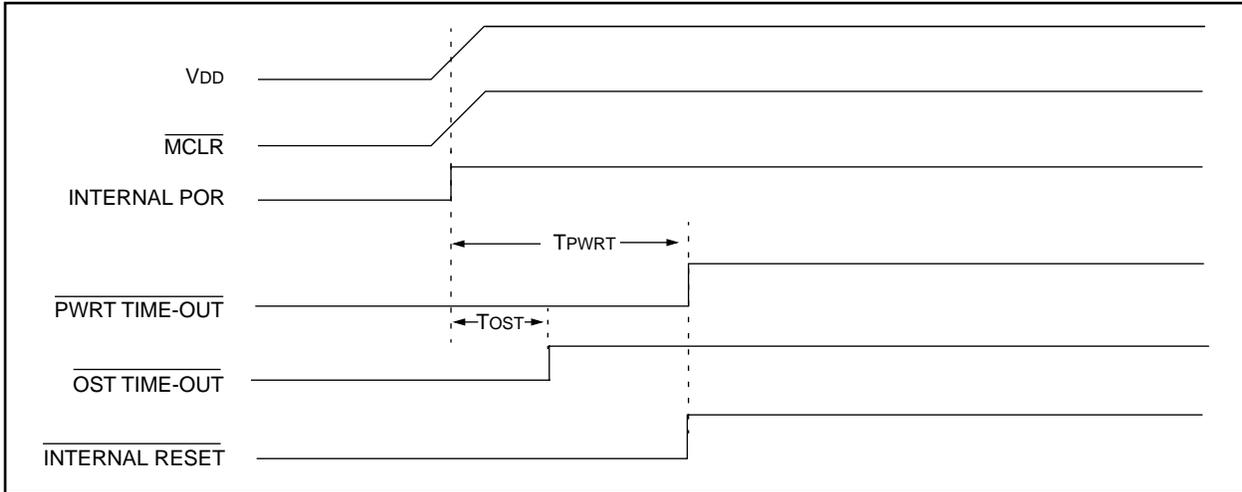 VDD
MCLR
INTERNAL POR
TPWRT
PWRT TIME-OUT
TOST
OST TIME-OUT
INTERNAL RESET